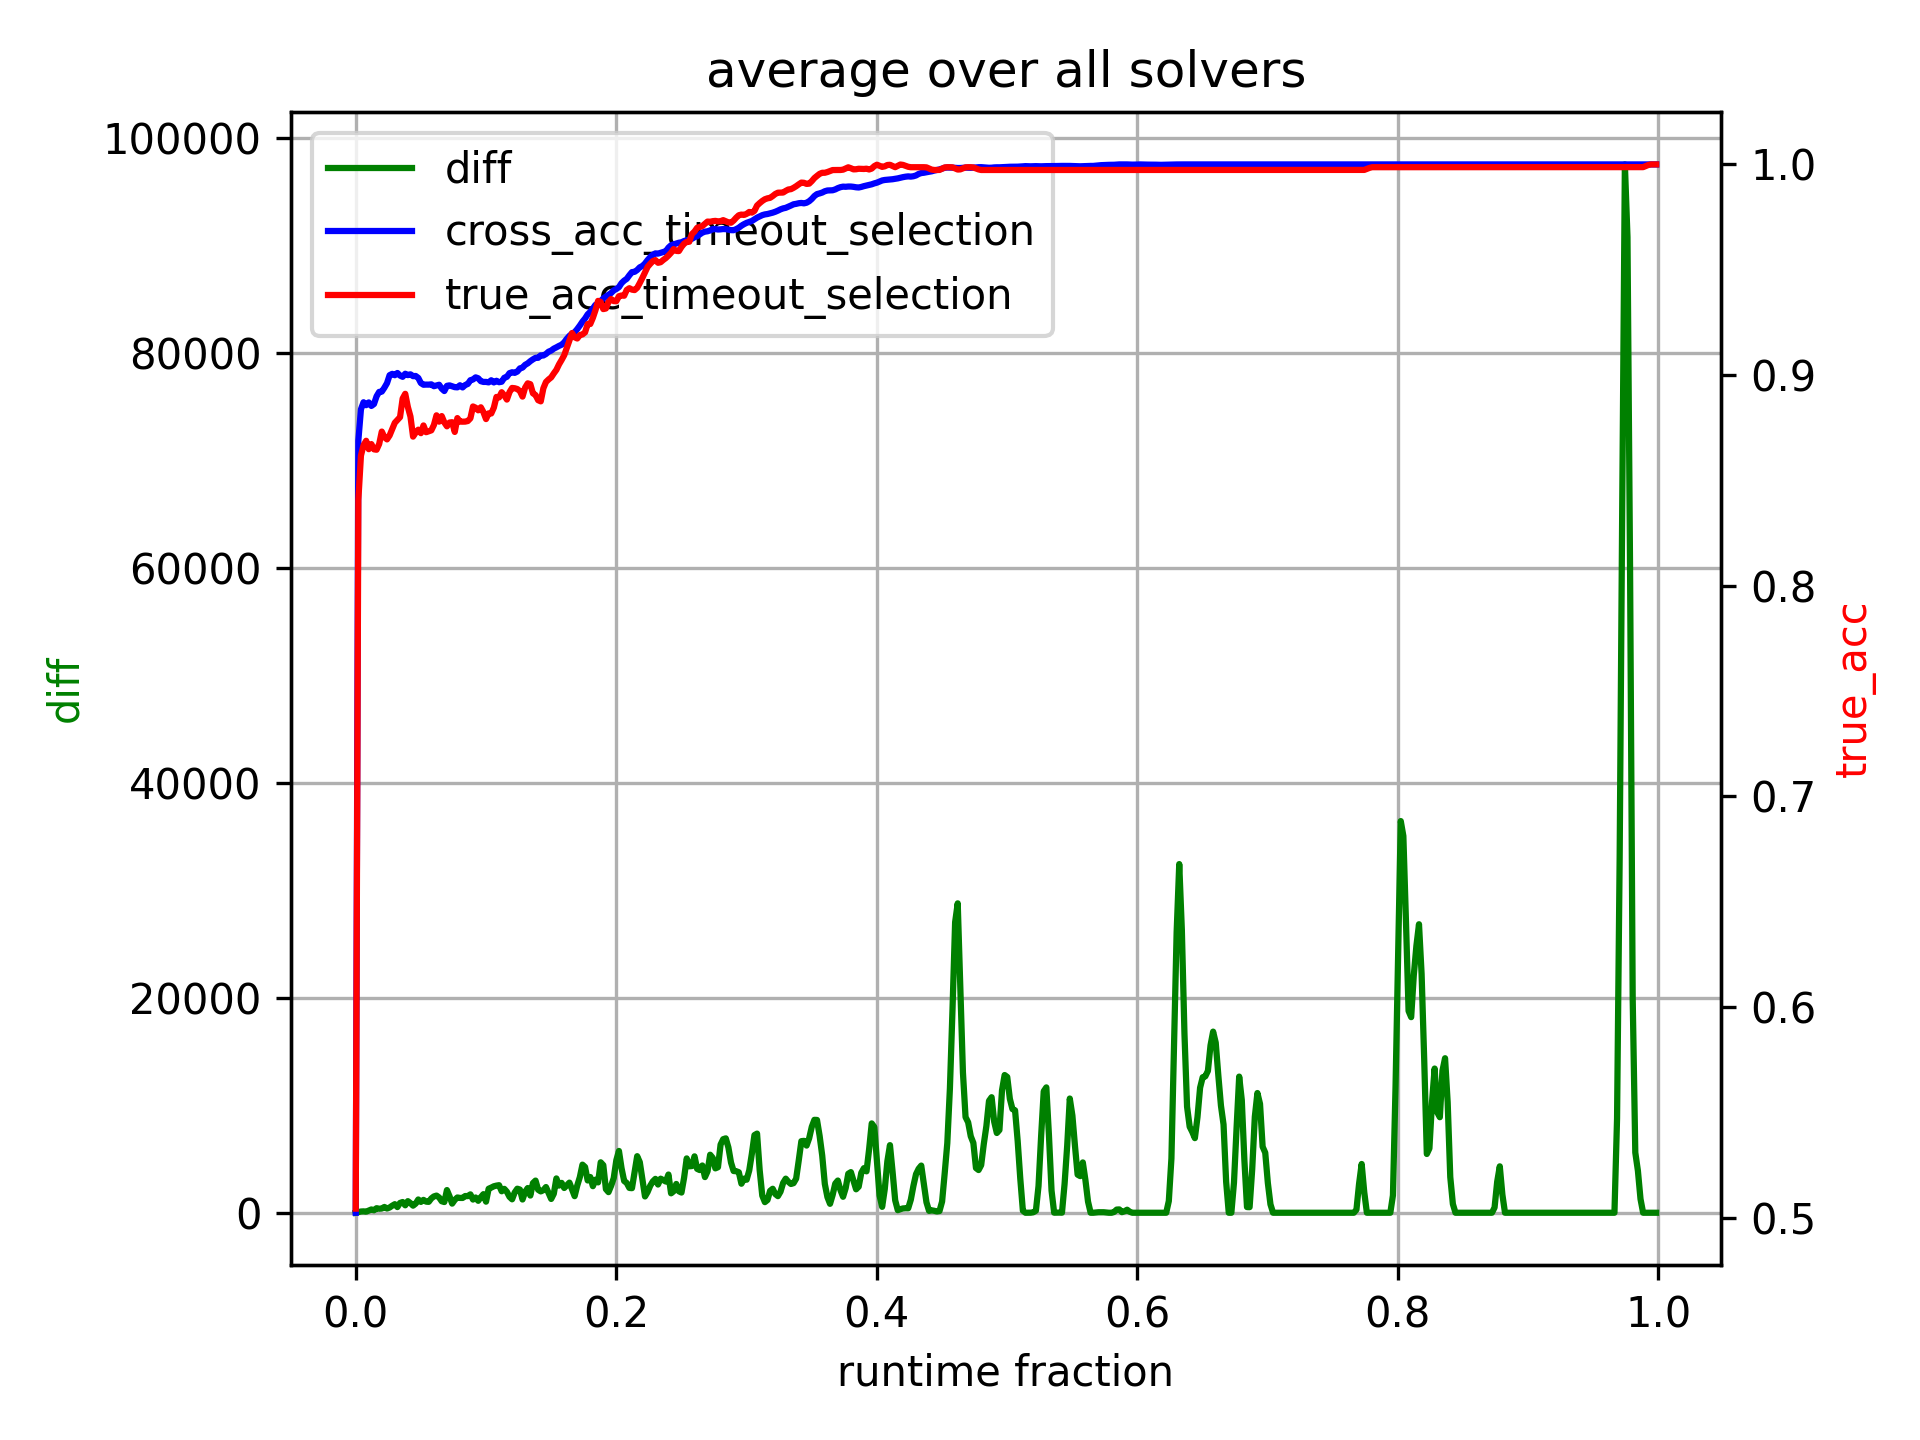 average over all solvers
diff
cross_acc_timeout_selection
true_acc_timeout_selection
100000
80000
60000
40000
20000
0
diff
1.0
0.9
0.8
0.7
0.6
0.5
true_acc
0.0 0.2 0.4 0.6 0.8 1.0
runtime fraction